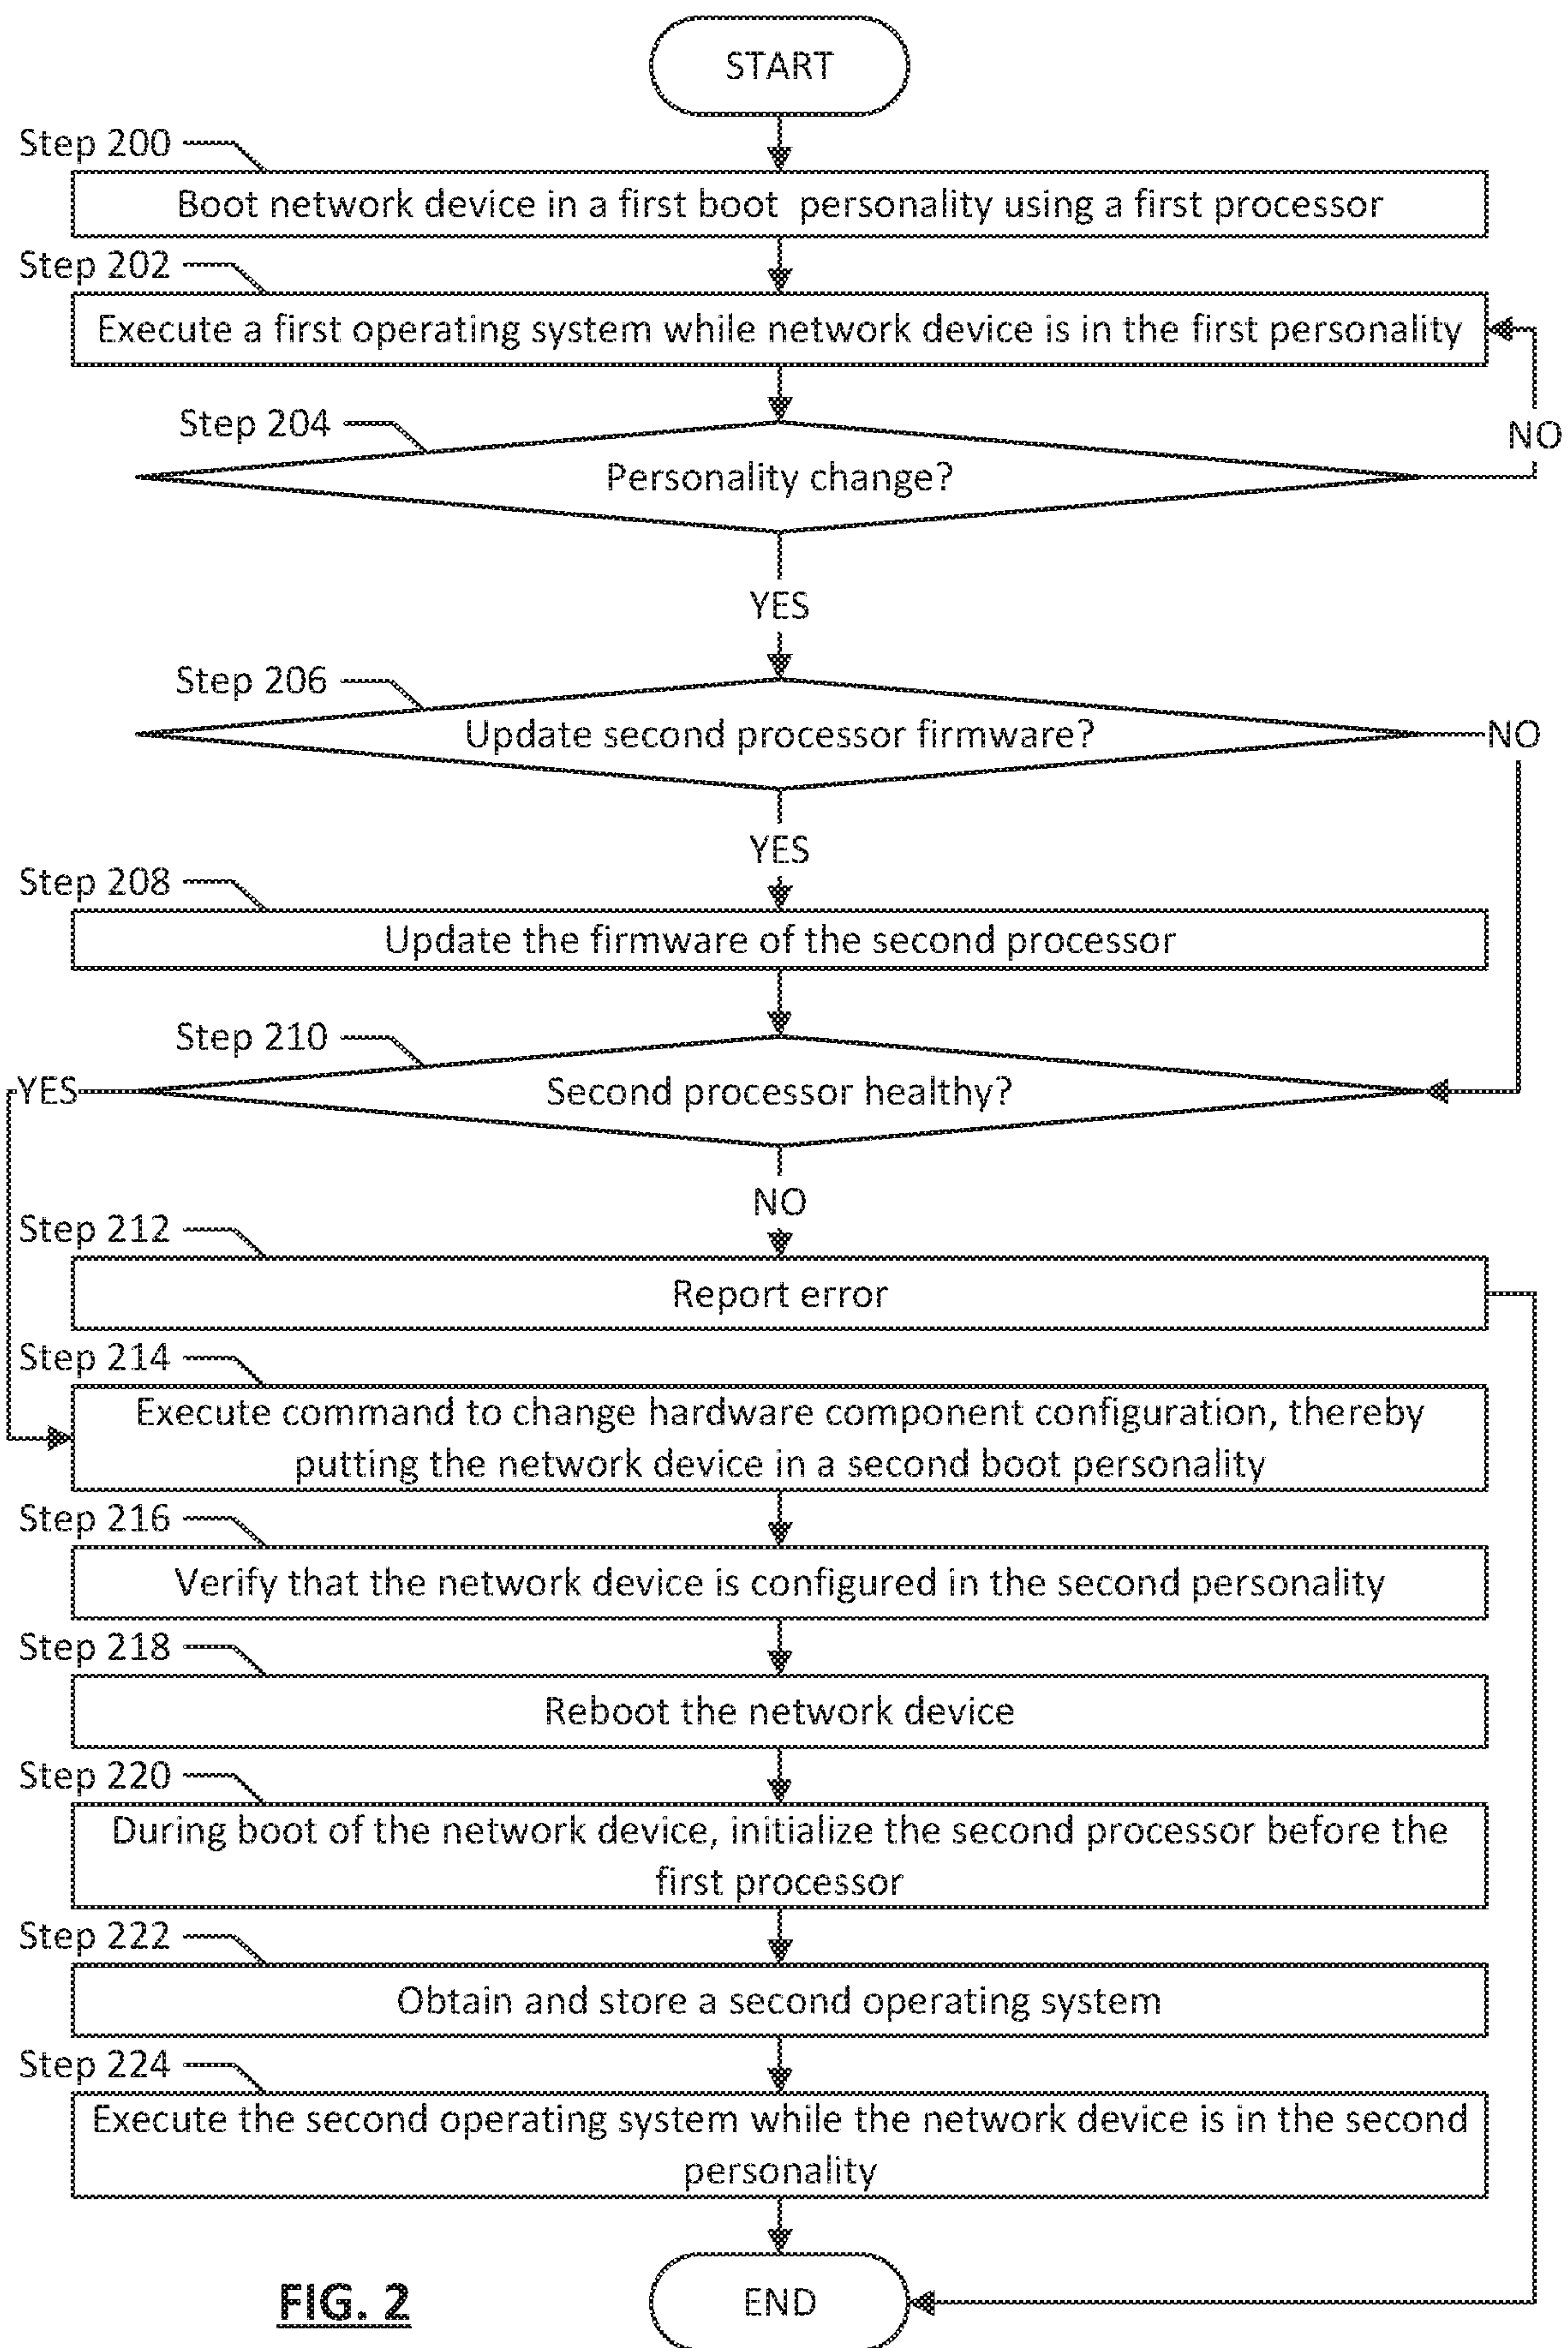 START
Step 200
Boot network device in a first boot personality using a first processor
Step 202
Execute a first operating system while network device is in the first personality
Step 204
Personality change?
NO
YES
Step 206
Update second processor firmware?
NO
YES
Step 208
Update the firmware of the second processor
Step 210
Second processor healthy?
YES
NO
Step 212
Report error
Step 214
Execute command to change hardware component configuration, thereby
putting the network device in a second boot personality
Step 216
Verify that the network device is configured in the second personality
Step 218
Reboot the network device
Step 220
During boot of the network device, initialize the second processor before the
first processor
Step 222
Obtain and store a second operating system
Step 224
Execute the second operating system while the network device is in the second
personality
END
FIG. 2